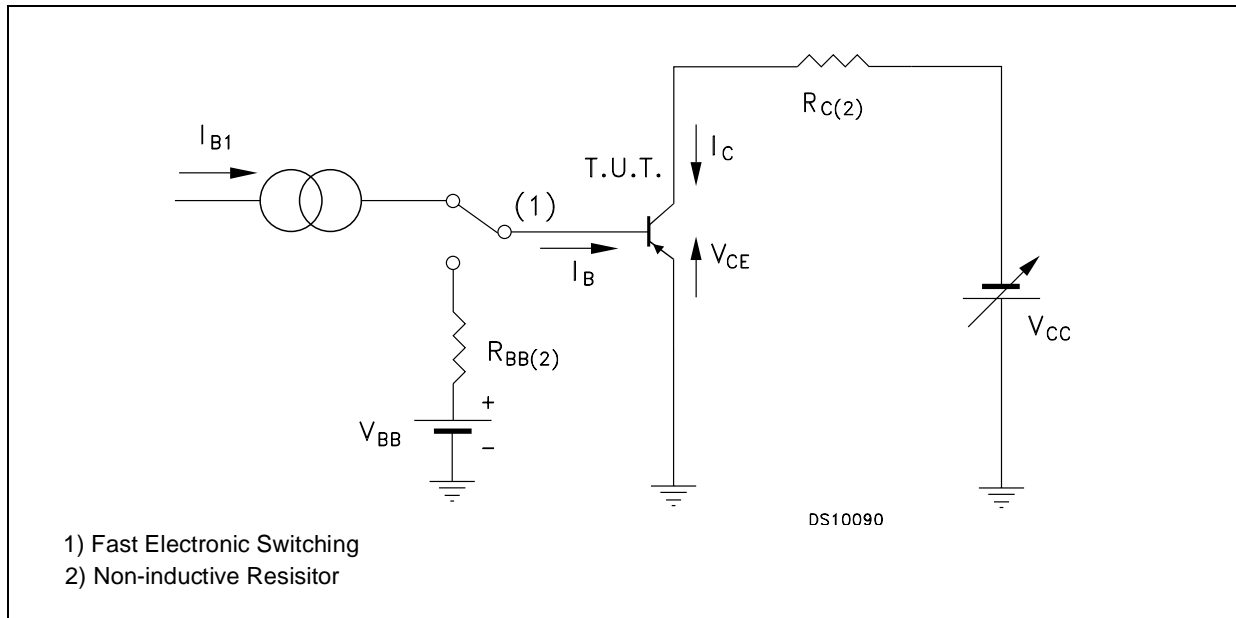 I_B1
R_C(2)
T.U.T.
I_C
(1)
I_B
V_CE
V_CC
R_BB(2)
+
V_BB
−
DS10090
1) Fast Electronic Switching
2) Non-inductive Resisitor